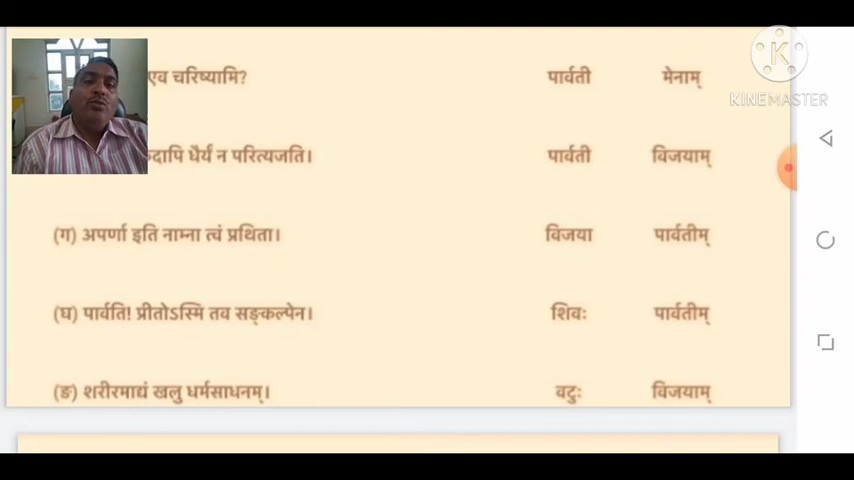 एव चरिष्यामि? पार्वती मेनाम्
दापि धैर्यं न परित्यजति। पार्वती विजयाम्
(ग) अपर्णा इति नाम्ना त्वं प्रथिता। विजया पार्वतीम्
(घ) पार्वति! प्रीतोऽस्मि तव सङ्कल्पेन। शिवः पार्वतीम्
(ङ) शरीरमाद्यं खलु धर्मसाधनम्। वटुः विजयाम्
K
KINEMASTER